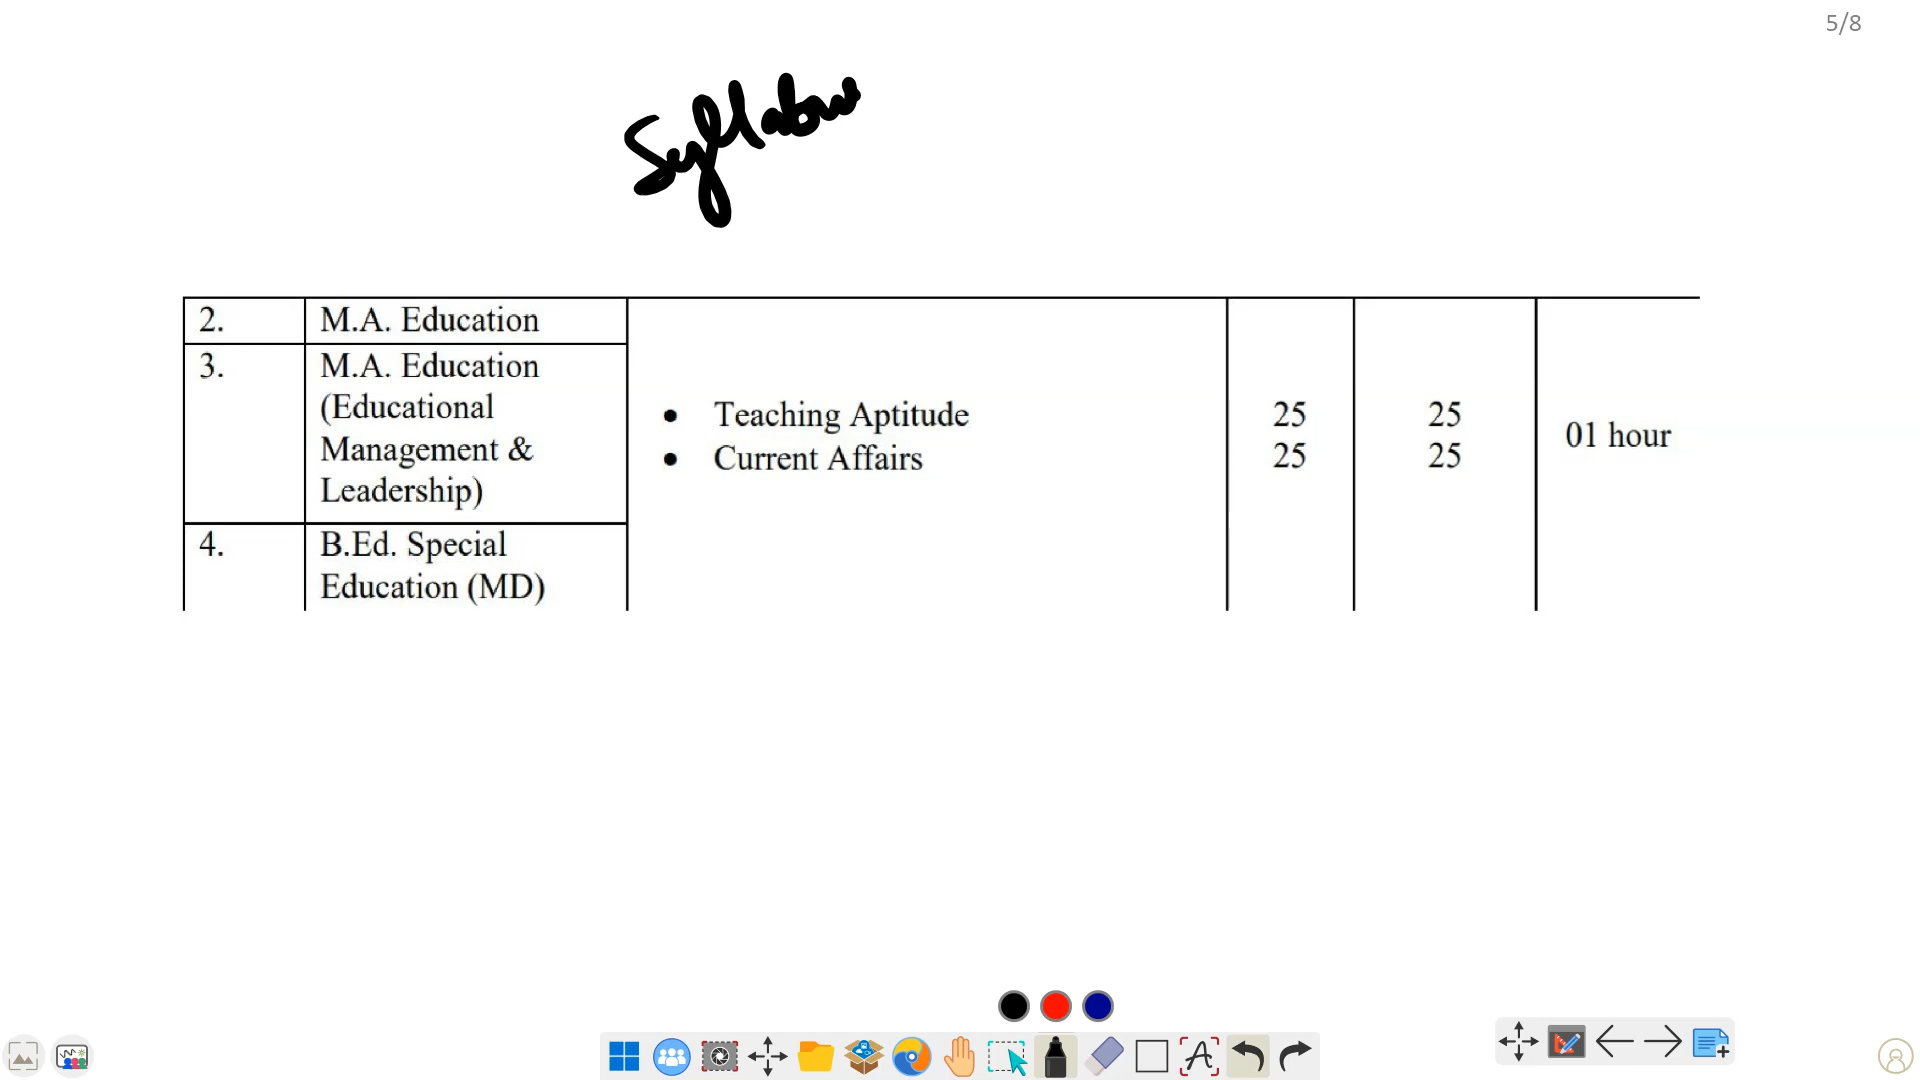 5/8
Syllabus
2. M.A. Education
3. M.A. Education
(Educational
Management &
Leadership)
• Teaching Aptitude 25 25
• Current Affairs 25 25
01 hour
4. B.Ed. Special
Education (MD)